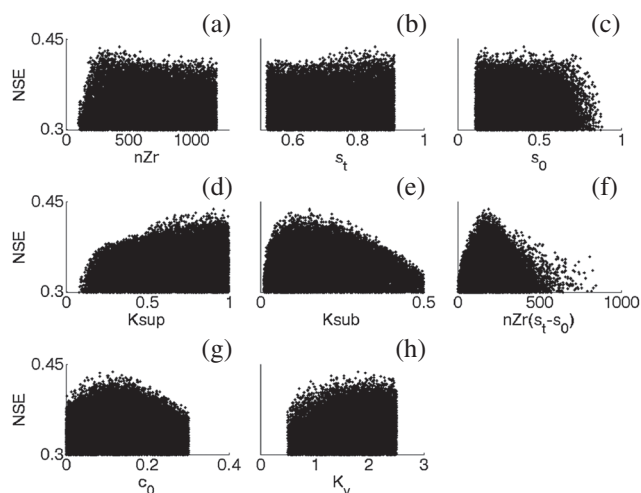 (a) (b) (c)
0.45
NSE
0.3
0 500 1000
0.6 0.8 1
0 0.5 1
nZr s_t s_0
(d) (e) (f)
0.45
NSE
0.3
0 0.5 1
0 0.5
0 500 1000
Ksup Ksub nZr(s_t-s_0)
(g) (h)
0.45
NSE
0.3
0 0.2 0.4
0 1 2 3
c_0 K_v